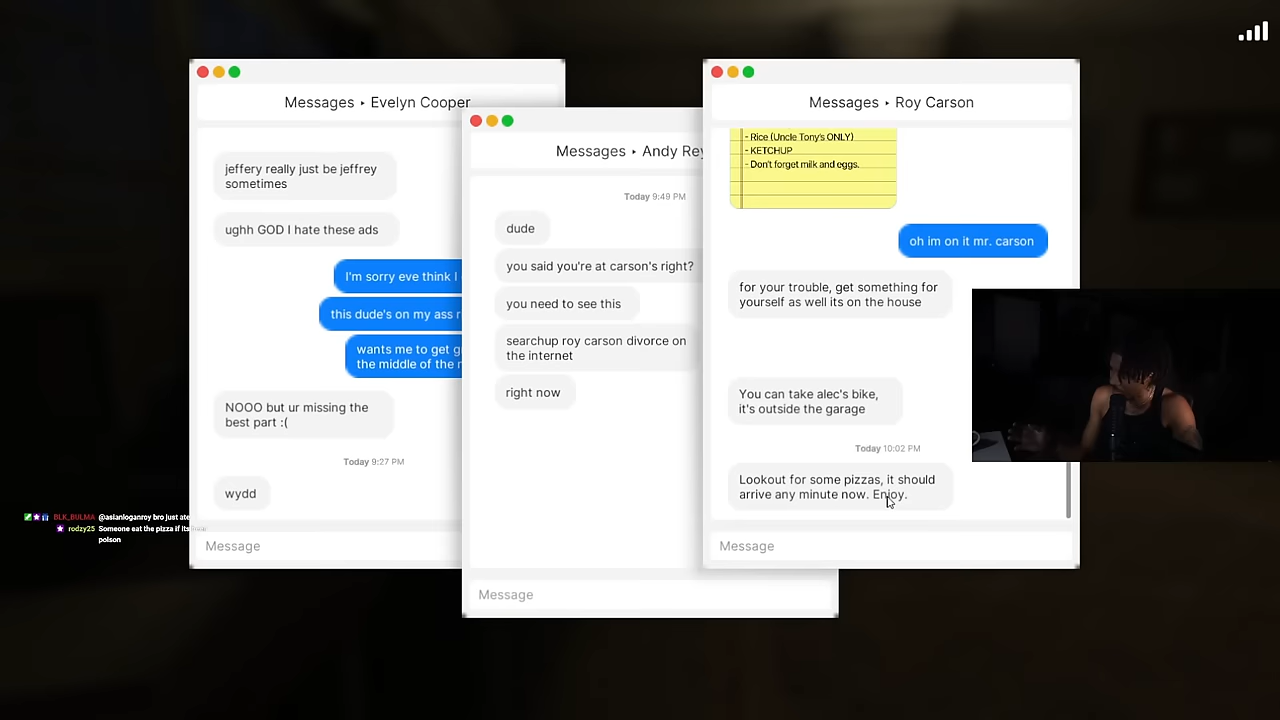 Messages ‣ Evelyn Cooper
jeffery really just be jeffrey
sometimes
ughh GOD I hate these ads
I'm sorry eve think I
this dude's on my ass
wants me to get
the middle of the
NOOO but ur missing the
best part :(
Today 9:27 PM
wydd
Message
Messages ‣ Andy
Today 9:49 PM
dude
you said you're at carson's right?
you need to see this
searchup roy carson divorce on
the internet
right now
Message
Messages ‣ Roy Carson
- Rice (Uncle Tony's ONLY)
- KETCHUP
- Don't forget milk and eggs.
oh im on it mr. carson
for your trouble, get something for
yourself as well its on the house
You can take alec's bike,
it's outside the garage
Today 10:02 PM
Lookout for some pizzas, it should
arrive any minute now. Enjoy.
Message
BLK_BULMA @asianloganroy bro just ate
rodzy25 Someone eat the pizza if
poison